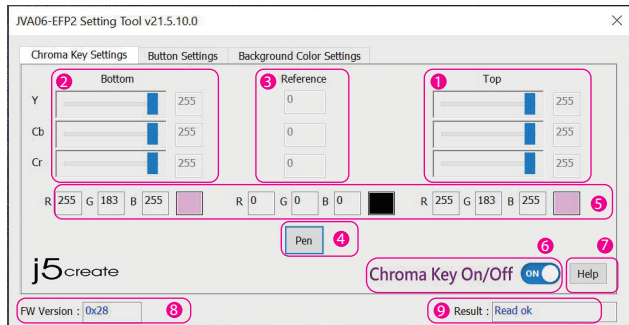 JVA06-EFP2 Setting Tool v21.5.10.0
Chroma Key Settings Button Settings Background Color Settings
2 Bottom 3 Reference 1 Top
Y 255 0 255
Cb 255 0 255
Cr 255 0 255
R 255 G 183 B 255 R 0 G 0 B 0 R 255 G 183 B 255 5
Pen 4
6 7
j5create Chroma Key On/Off ON Help
FW Version : 0x28 8 9 Result : Read ok